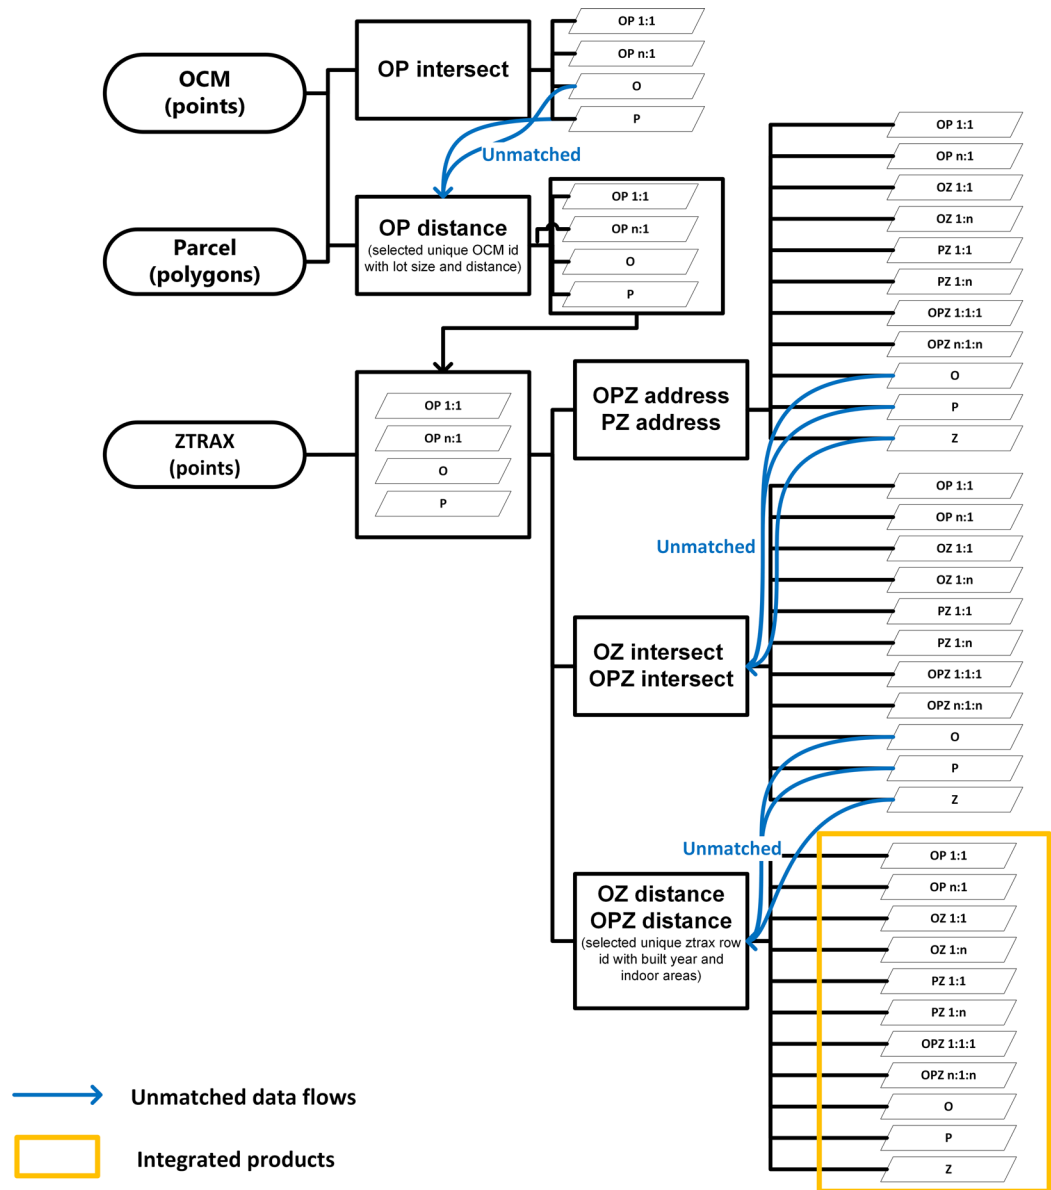 OCM
(points)
OP intersect
OP 1:1
OP n:1
O
P
Unmatched
Parcel
(polygons)
OP distance
(selected unique OCM id
with lot size and distance)
OP 1:1
OP n:1
O
P
ZTRAX
(points)
OP 1:1
OP n:1
O
P
OPZ address
PZ address
OP 1:1
OP n:1
OZ 1:1
OZ 1:n
PZ 1:1
PZ 1:n
OPZ 1:1:1
OPZ n:1:n
O
P
Z
Unmatched
OZ intersect
OPZ intersect
OP 1:1
OP n:1
OZ 1:1
OZ 1:n
PZ 1:1
PZ 1:n
OPZ 1:1:1
OPZ n:1:n
O
P
Z
Unmatched
OZ distance
OPZ distance
(selected unique ztrax row
id with built year and
indoor areas)
OP 1:1
OP n:1
OZ 1:1
OZ 1:n
PZ 1:1
PZ 1:n
OPZ 1:1:1
OPZ n:1:n
O
P
Z
Unmatched data flows
Integrated products